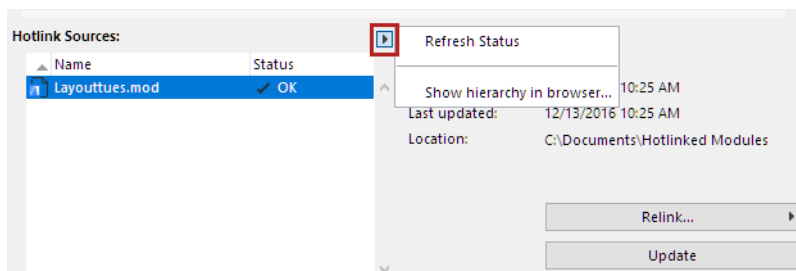 Hotlink Sources:
Refresh Status
Name Status
Layouttues.mod OK
Show hierarchy in browser... 10:25 AM
Last updated: 12/13/2016 10:25 AM
Location: C:\Documents\Hotlinked Modules
Relink...
Update